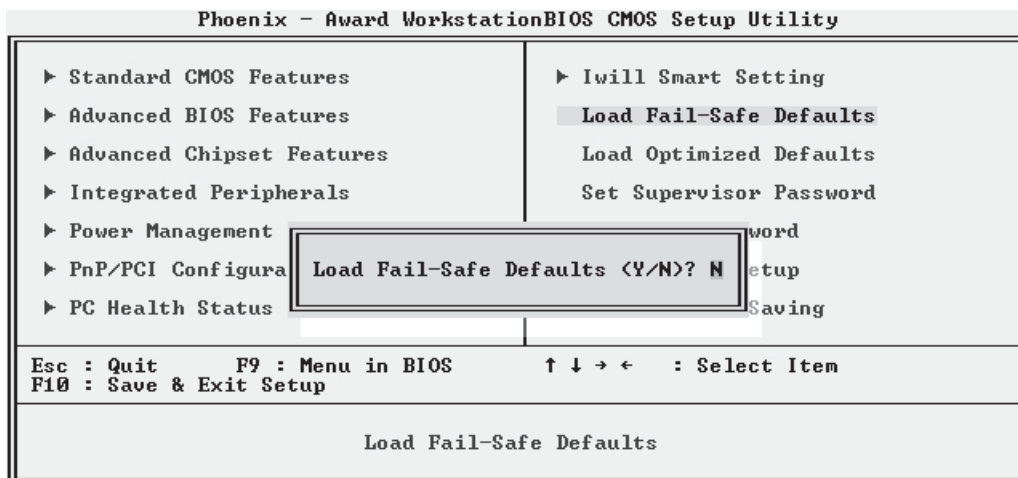 Phoenix - Award WorkstationBIOS CMOS Setup Utility
▶ Standard CMOS Features
▶ Advanced BIOS Features
▶ Advanced Chipset Features
▶ Integrated Peripherals
▶ Power Management
▶ PnP/PCI Configura
▶ PC Health Status
▶ Iwill Smart Setting
Load Fail-Safe Defaults
Load Optimized Defaults
Set Supervisor Password
word
etup
Saving
Load Fail-Safe Defaults (Y/N)? N
Esc : Quit F9 : Menu in BIOS ↑ ↓ → ← : Select Item
F10 : Save & Exit Setup
Load Fail-Safe Defaults